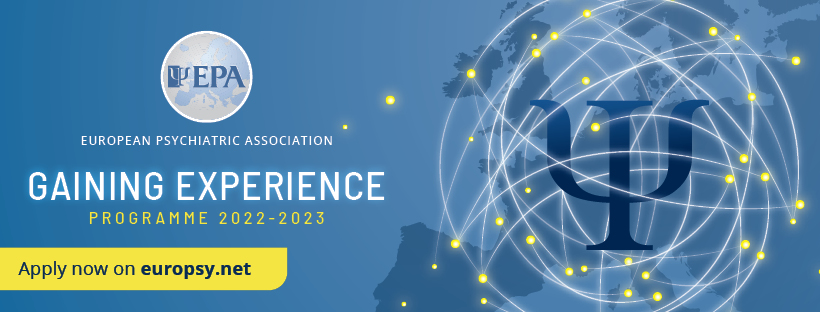 ΨEPA
EUROPEAN PSYCHIATRIC ASSOCIATION
GAINING EXPERIENCE
PROGRAMME 2022-2023
Apply now on europsy.net
Ψ